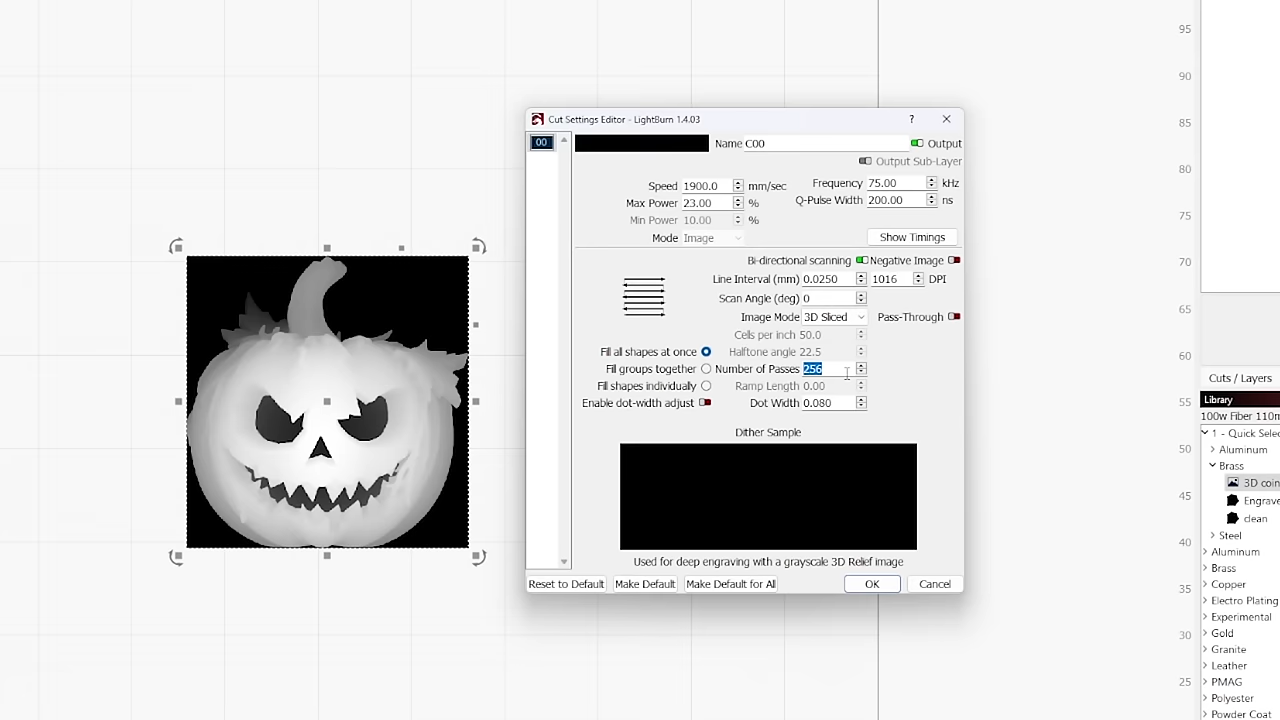 Cut Settings Editor - LightBurn 1.4.03
?
00
Name C00
Output
Output Sub-Layer
Speed 1900.0 mm/sec
Frequency 75.00 kHz
Max Power 23.00 %
Q-Pulse Width 200.00 ns
Min Power 10.00 %
Mode Image
Show Timings
Bi-directional scanning
Negative Image
Line Interval (mm) 0.0250
1016 DPI
Scan Angle (deg) 0
Image Mode 3D Sliced
Pass-Through
Cells per inch 50.0
Fill all shapes at once
Halftone angle 22.5
Fill groups together
Number of Passes 256
Fill shapes individually
Ramp Length 0.00
Enable dot-width adjust
Dot Width 0.080
Dither Sample
Used for deep engraving with a grayscale 3D Relief image
Reset to Default
Make Default
Make Default for All
OK
Cancel
95
90
85
80
75
70
65
60
55
50
45
40
35
30
25
Cuts / Layers
Library
100w Fiber 110m
1 - Quick Selec
Aluminum
Brass
3D coin
Engrave
clean
Steel
Aluminum
Brass
Copper
Electro Plating
Experimental
Gold
Granite
Leather
PMAG
Polyester
Powder Coat